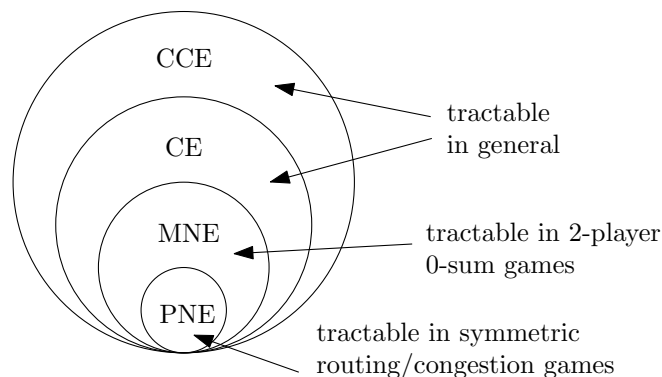 CCE
tractable
in general
CE
MNE
tractable in 2-player
0-sum games
PNE
tractable in symmetric
routing/congestion games